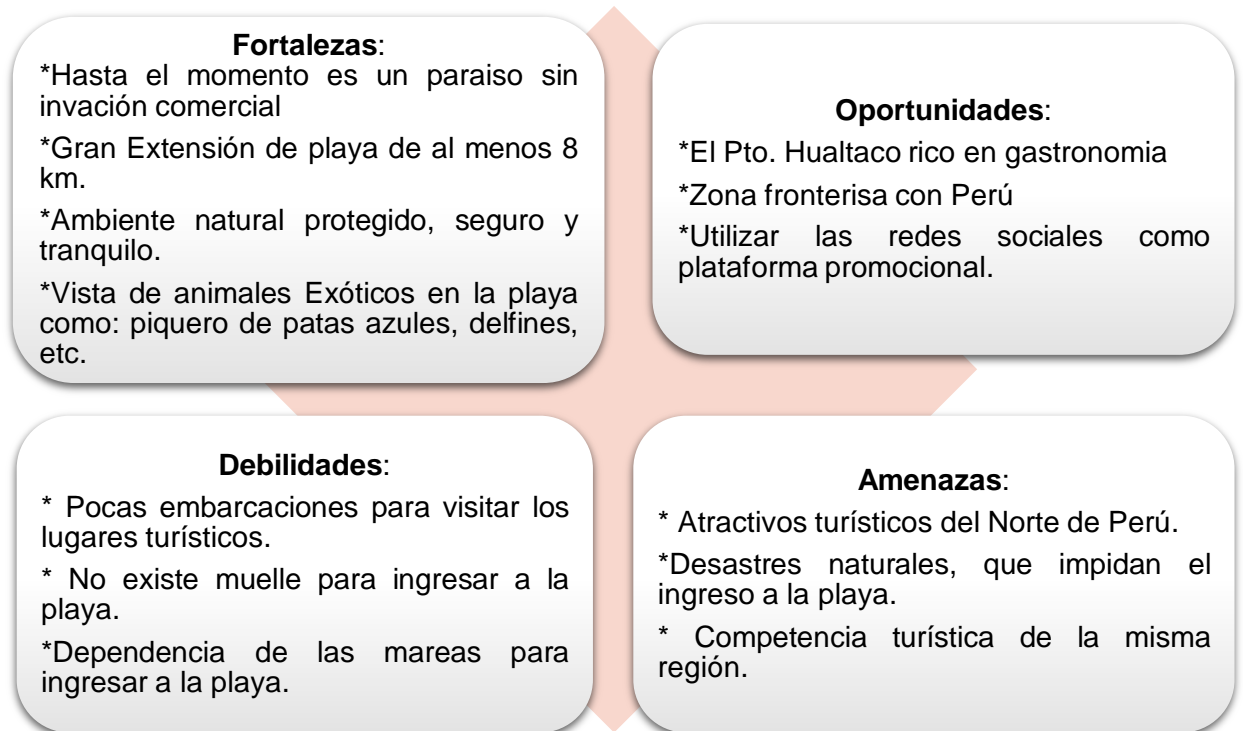 Fortalezas:
*Hasta el momento es un paraiso sin
invación comercial
*Gran Extensión de playa de al menos 8
km.
*Ambiente natural protegido, seguro y
tranquilo.
*Vista de animales Exóticos en la playa
como: piquero de patas azules, delfines,
etc.
Oportunidades:
*El Pto. Hualtaco rico en gastronomia
*Zona fronterisa con Perú
*Utilizar las redes sociales como
plataforma promocional.
Debilidades:
* Pocas embarcaciones para visitar los
lugares turísticos.
* No existe muelle para ingresar a la
playa.
*Dependencia de las mareas para
ingresar a la playa.
Amenazas:
* Atractivos turísticos del Norte de Perú.
*Desastres naturales, que impidan el
ingreso a la playa.
* Competencia turística de la misma
región.